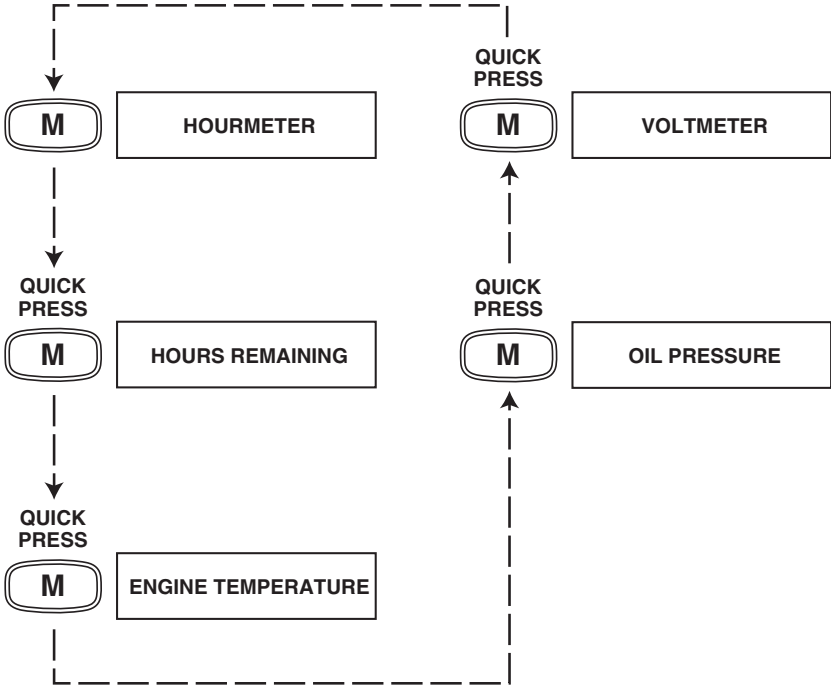 M
HOURMETER
QUICK
PRESS
M
HOURS REMAINING
QUICK
PRESS
M
ENGINE TEMPERATURE
QUICK
PRESS
M
OIL PRESSURE
QUICK
PRESS
M
VOLTMETER